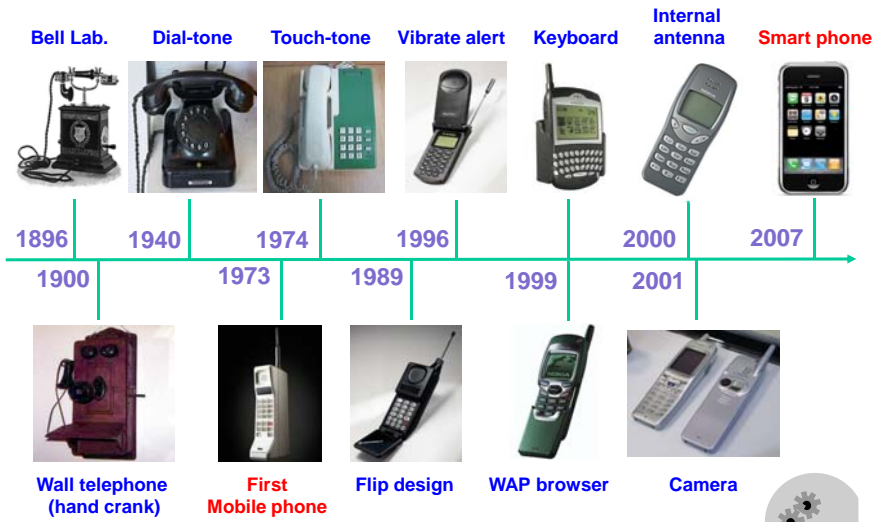 Internal
Bell Lab. Dial-tone Touch-tone Vibrate alert Keyboard antenna Smart phone
1896 1940 1974 1996 2000 2007
1900 1973 1989 1999 2001
NOKIA
Wall telephone First Flip design WAP browser Camera
(hand crank) Mobile phone